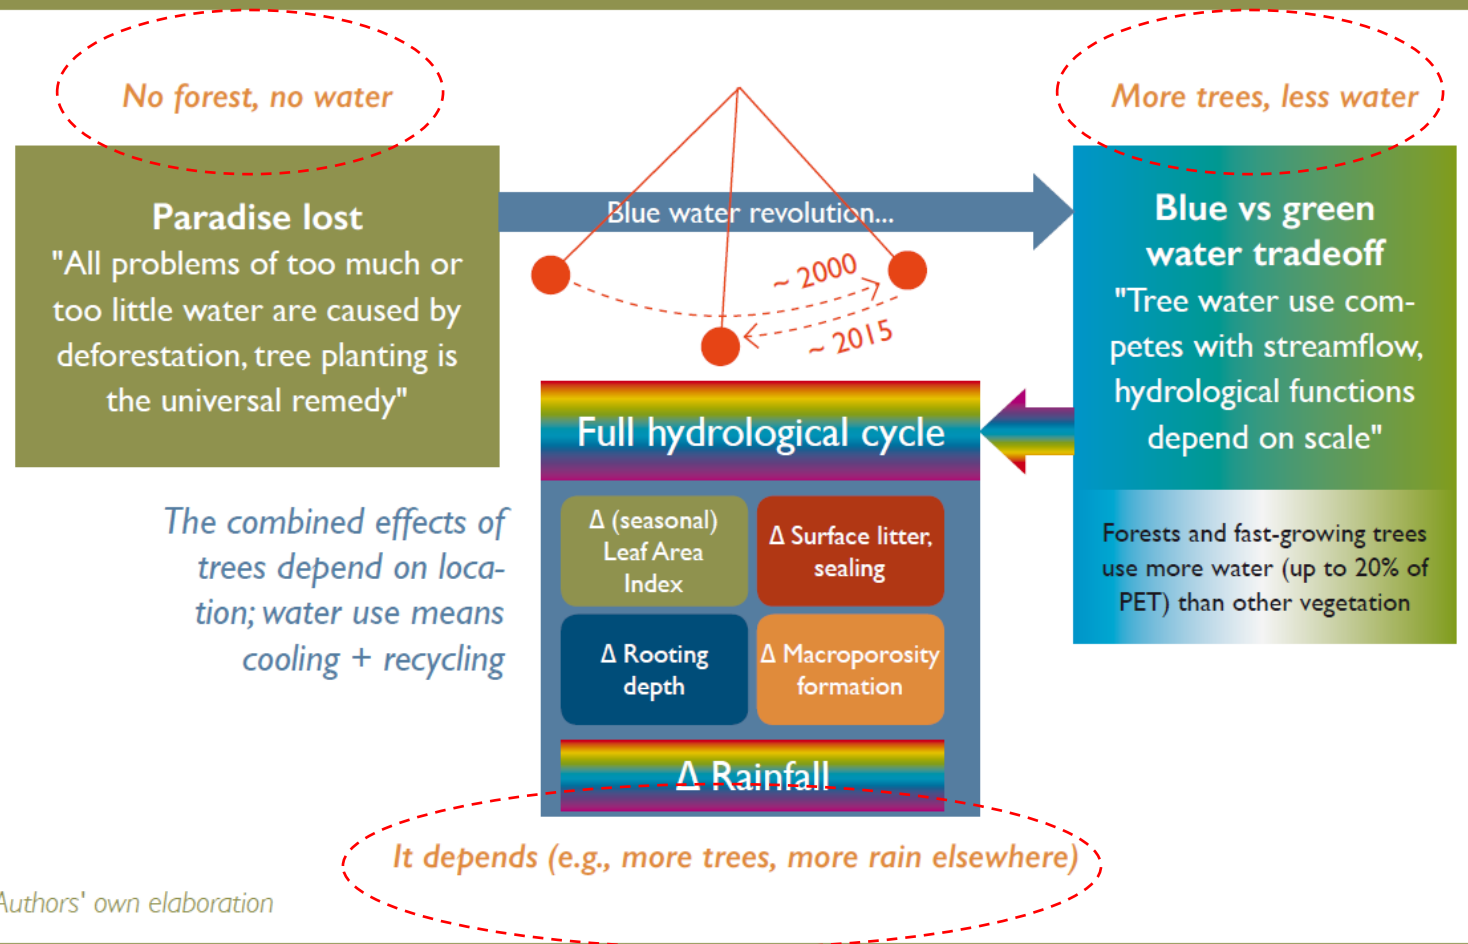 No forest, no water
More trees, less water
Paradise lost
"All problems of too much or
too little water are caused by
deforestation, tree planting is
the universal remedy"
Blue water revolution...
~ 2000
~ 2015
Blue vs green
water tradeoff
"Tree water use com-
petes with streamflow,
hydrological functions
depend on scale"
Forests and fast-growing trees
use more water (up to 20% of
PET) than other vegetation
Full hydrological cycle
Δ (seasonal)
Leaf Area
Index
Δ Surface litter,
sealing
Δ Rooting
depth
Δ Macroporosity
formation
Δ Rainfall
The combined effects of
trees depend on loca-
tion; water use means
cooling + recycling
It depends (e.g., more trees, more rain elsewhere)
Authors' own elaboration